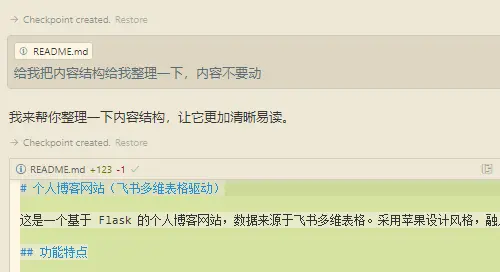 → Checkpoint created. Restore
README.md
给我把内容结构给我整理一下，内容不要动
我来帮你整理一下内容结构，让它更加清晰易读。
→ Checkpoint created. Restore
README.md +123 -1
# 个人博客网站（飞书多维表格驱动）
这是一个基于 Flask 的个人博客网站，数据来源于飞书多维表格。采用苹果设计风格，融
## 功能特点